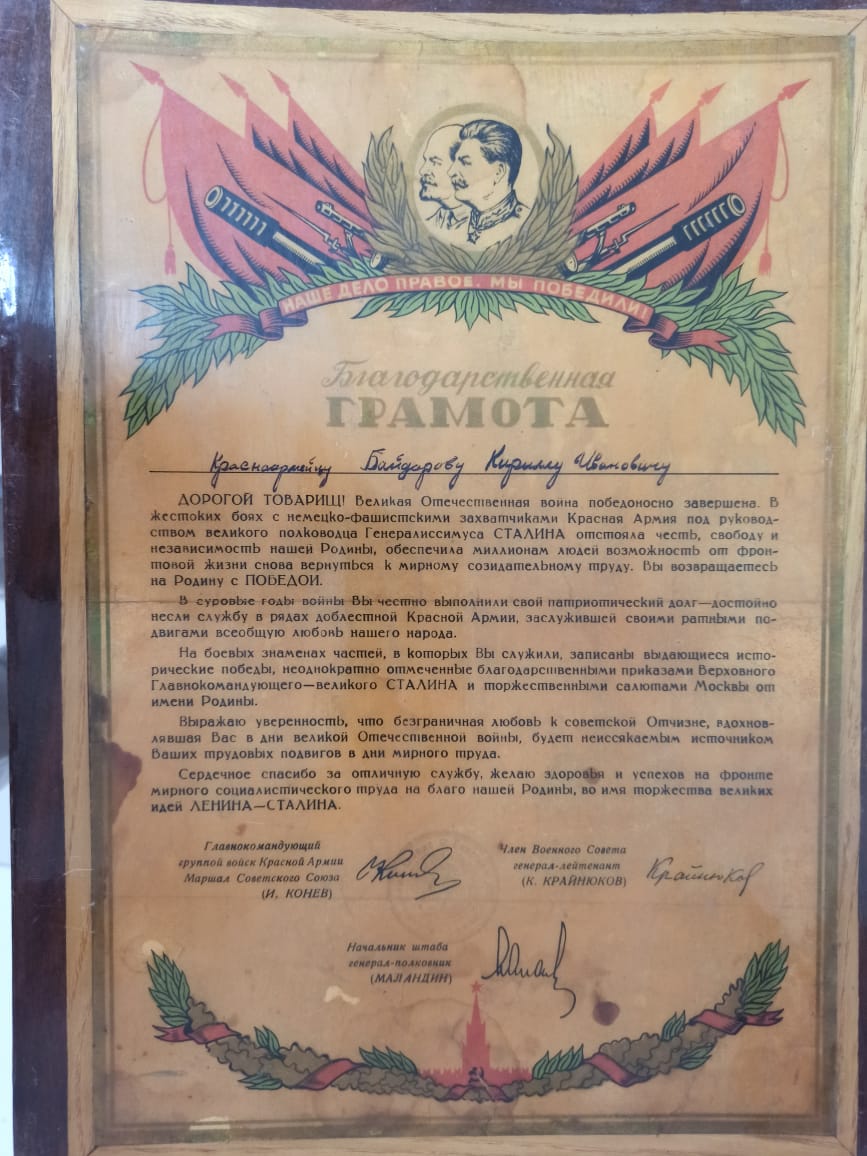 НАШЕ ДЕЛО ПРАВОЕ. МЫ ПОБЕДИЛИ!
Благодарственная
ГРАМОТА
Красноармейцу Байдарову Кириллу Ивановичу
ДОРОГОЙ ТОВАРИЩ! Великая Отечественная война победоносно завершена. В
жестоких боях с немецко-фашистскими захватчиками Красная Армия под руковод-
ством великого полководца Генералиссимуса СТАЛИНА отстояла честь, свободу и
независимость нашей Родины, обеспечила миллионам людей возможность от фрон-
товой жизни снова вернуться к мирному созидательному труду. Вы возвращаетесь
на Родину с ПОБЕДОЙ.
В суровые годы войны Вы честно выполнили свой патриотический долг—достойно
несли службу в рядах доблестной Красной Армии, заслужившей своими ратными по-
двигами всеобщую любовь нашего народа.
На боевых знаменах частей, в которых Вы служили, записаны выдающиеся исто-
рические победы, неоднократно отмеченные благодарственными приказами Верховного
Главнокомандующего—великого СТАЛИНА и торжественными салютами Москвы от
имени Родины.
Выражаю уверенность, что безграничная любовь к советской Отчизне, вдохнов-
лявшая Вас в дни великой Отечественной войны, будет неиссякаемым источником
Ваших трудовых подвигов в дни мирного труда.
Сердечное спасибо за отличную службу, желаю здоровья и успехов на фронте
мирного социалистического труда на благо нашей Родины, во имя торжества великих
идей ЛЕНИНА—СТАЛИНА.
Главнокомандующий
группой войск Красной Армии
Маршал Советского Союза
(И. КОНЕВ)
Член Военного Совета
генерал-лейтенант
(К. КРАЙНЮКОВ)
Крайнюков
Начальник штаба
генерал-полковник
(МАЛАНДИН)